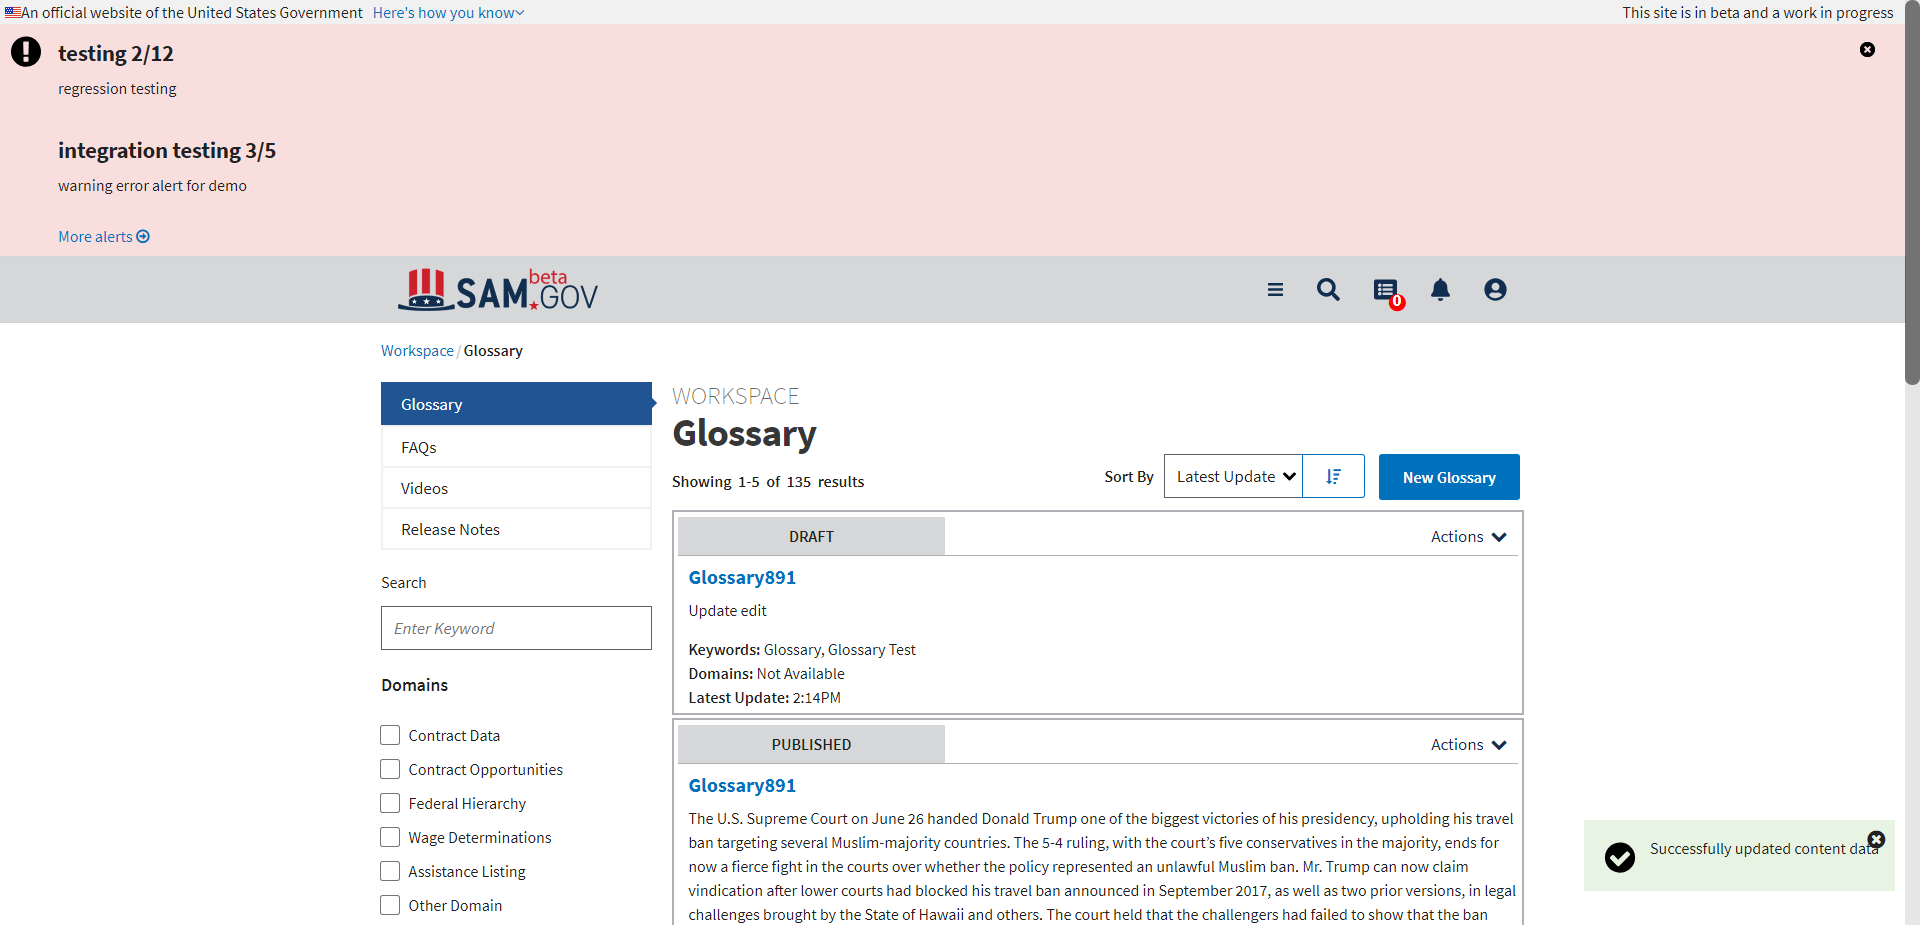 An official website of the United States Government Here's how you know
This site is in beta and a work in progress
testing 2/12
regression testing
integration testing 3/5
warning error alert for demo
More alerts
SAM.GOV beta
0
Workspace / Glossary
Glossary
FAQs
Videos
Release Notes
Search
Enter Keyword
Domains
Contract Data
Contract Opportunities
Federal Hierarchy
Wage Determinations
Assistance Listing
Other Domain
WORKSPACE
Glossary
Showing 1-5 of 135 results
Sort By Latest Update
New Glossary
DRAFT
Actions
Glossary891
Update edit
Keywords: Glossary, Glossary Test
Domains: Not Available
Latest Update: 2:14PM
PUBLISHED
Actions
Glossary891
The U.S. Supreme Court on June 26 handed Donald Trump one of the biggest victories of his presidency, upholding his travel
ban targeting several Muslim-majority countries. The 5-4 ruling, with the court’s five conservatives in the majority, ends for
now a fierce fight in the courts over whether the policy represented an unlawful Muslim ban. Mr. Trump can now claim
vindication after lower courts had blocked his travel ban announced in September 2017, as well as two prior versions, in legal
challenges brought by the State of Hawaii and others. The court held that the challengers had failed to show that the ban
Successfully updated content data